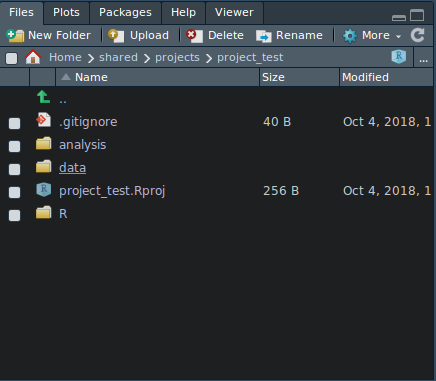 Files Plots Packages Help Viewer
New Folder Upload Delete Rename More
Home shared projects project_test R ...
Name Size Modified
..
.gitignore 40 B Oct 4, 2018, 1
analysis
data
project_test.Rproj 256 B Oct 4, 2018, 1
R